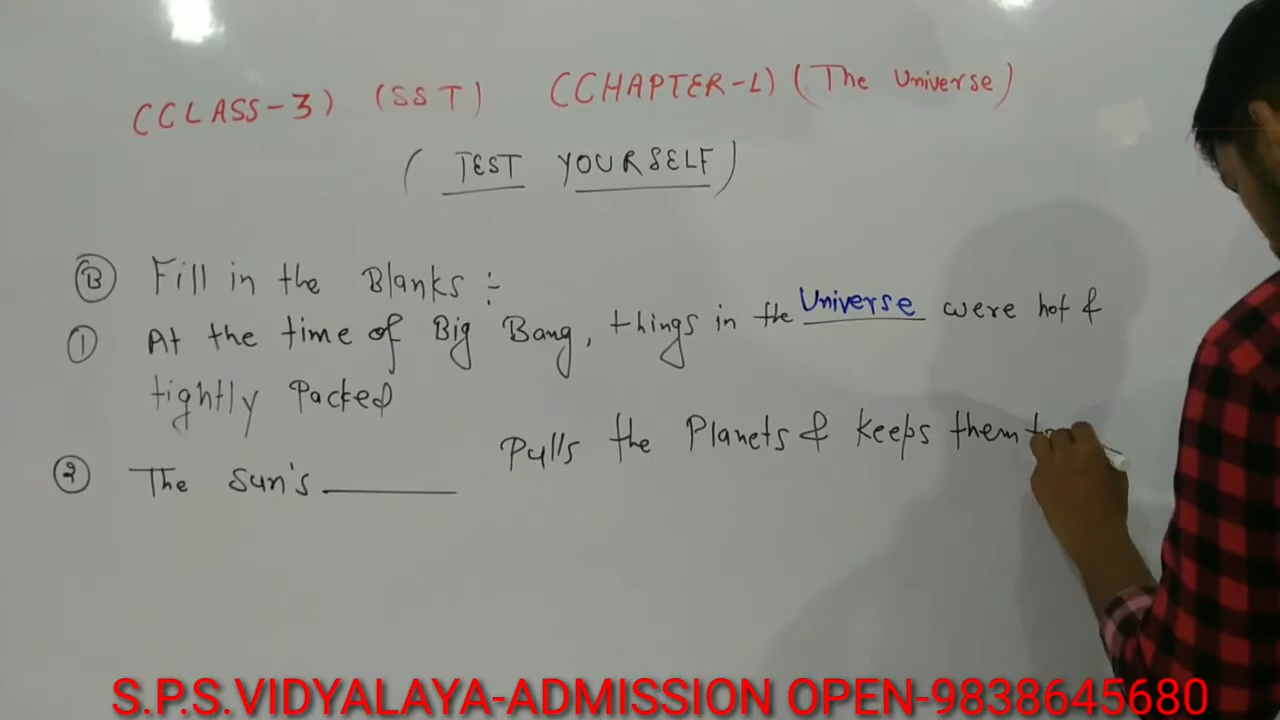 (CLASS-3) (SST) (CHAPTER-1) (The Universe)
( TEST YOURSELF )
(B) Fill in the Blanks :-
(1) At the time of Big Bang, things in the Universe were hot &
tightly Packed
(2) The Sun's ________ Pulls the Planets & keeps them
S.P.S.VIDYALAYA-ADMISSION OPEN-9838645680